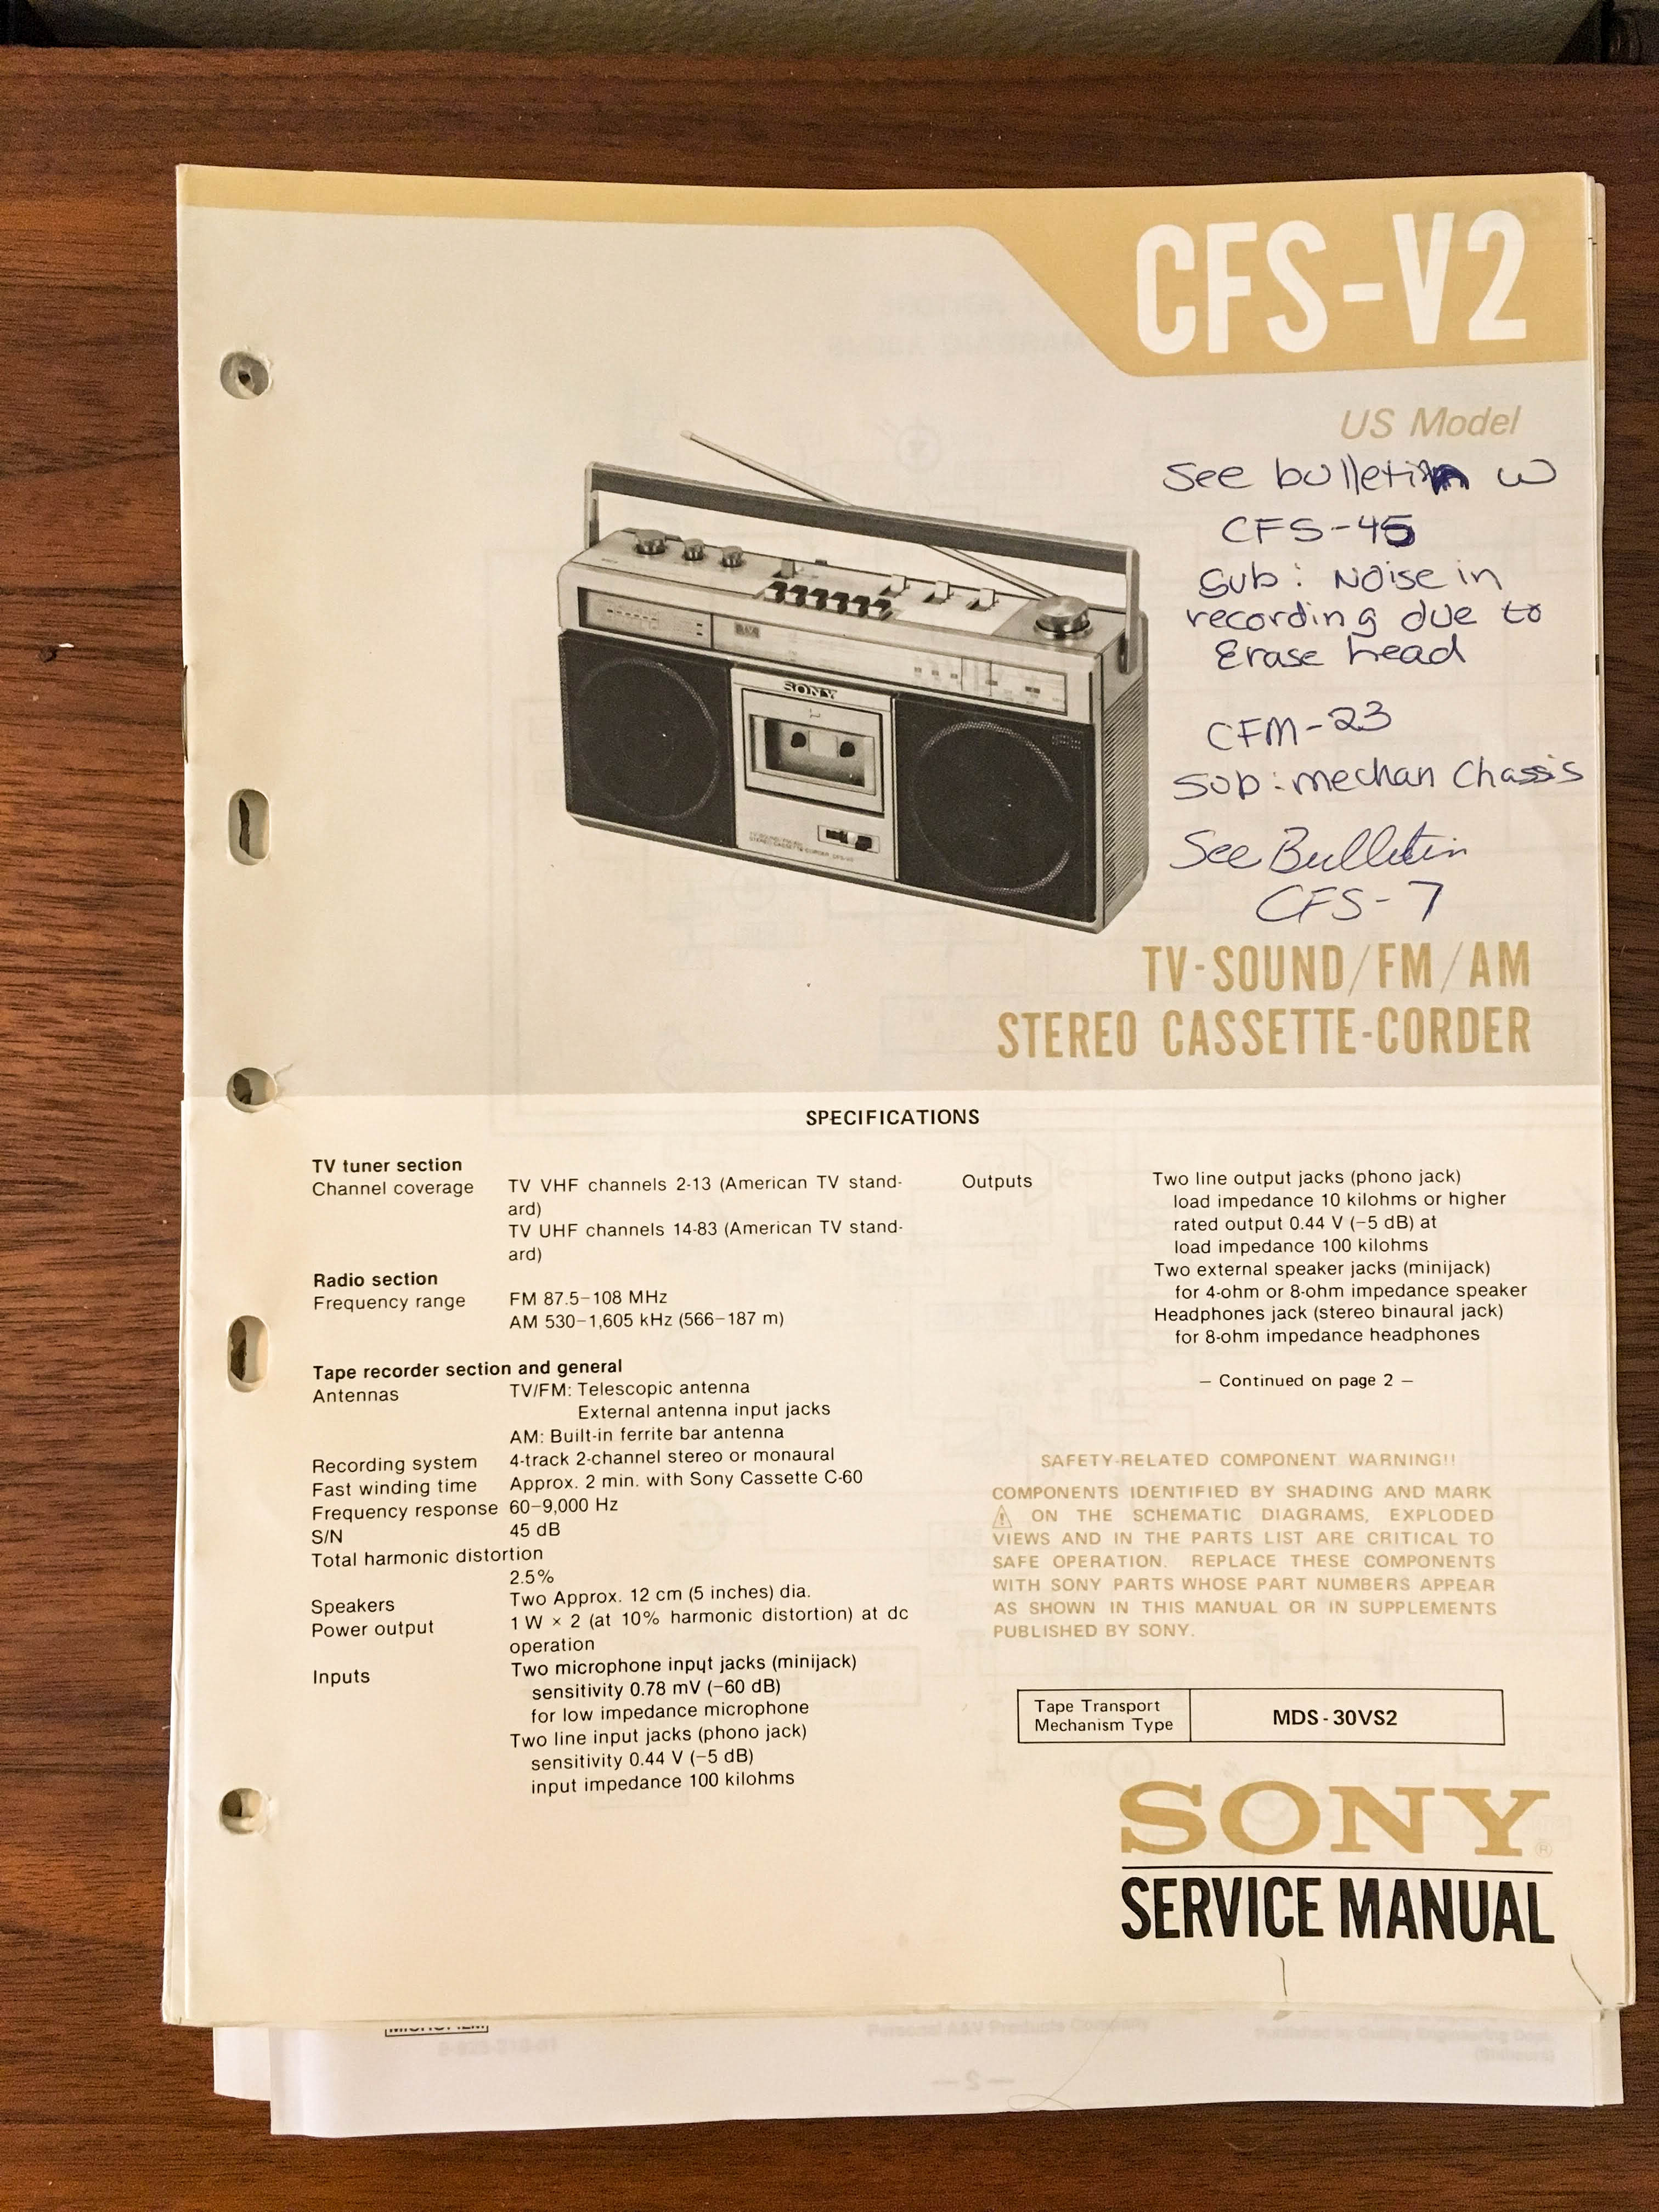 CFS-V2
US Model
See bulletin w
CFS-45
Sub: Noise in
recording due to
Erase head
CFM-23
Sub: mechan Chassis
See Bulletin
CFS-7
TV
SONY
TV-SOUND/FM/AM
STEREO CASSETTE-CORDER
SPECIFICATIONS
TV tuner section
Channel coverage TV VHF channels 2-13 (American TV stand-
ard)
TV UHF channels 14-83 (American TV stand-
ard)
Radio section
Frequency range FM 87.5–108 MHz
AM 530–1,605 kHz (566–187 m)
Tape recorder section and general
Antennas TV/FM: Telescopic antenna
External antenna input jacks
AM: Built-in ferrite bar antenna
Recording system 4-track 2-channel stereo or monaural
Fast winding time Approx. 2 min. with Sony Cassette C-60
Frequency response 60–9,000 Hz
S/N 45 dB
Total harmonic distortion
2.5%
Speakers Two Approx. 12 cm (5 inches) dia.
Power output 1 W × 2 (at 10% harmonic distortion) at dc
operation
Inputs Two microphone input jacks (minijack)
sensitivity 0.78 mV (−60 dB)
for low impedance microphone
Two line input jacks (phono jack)
sensitivity 0.44 V (−5 dB)
input impedance 100 kilohms
Outputs Two line output jacks (phono jack)
load impedance 10 kilohms or higher
rated output 0.44 V (−5 dB) at
load impedance 100 kilohms
Two external speaker jacks (minijack)
for 4-ohm or 8-ohm impedance speaker
Headphones jack (stereo binaural jack)
for 8-ohm impedance headphones
– Continued on page 2 –
SAFETY-RELATED COMPONENT WARNING!!
COMPONENTS IDENTIFIED BY SHADING AND MARK
⚠ ON THE SCHEMATIC DIAGRAMS, EXPLODED
VIEWS AND IN THE PARTS LIST ARE CRITICAL TO
SAFE OPERATION. REPLACE THESE COMPONENTS
WITH SONY PARTS WHOSE PART NUMBERS APPEAR
AS SHOWN IN THIS MANUAL OR IN SUPPLEMENTS
PUBLISHED BY SONY.
Tape Transport
Mechanism Type MDS-30VS2
SONY®
SERVICE MANUAL
MICROFILM